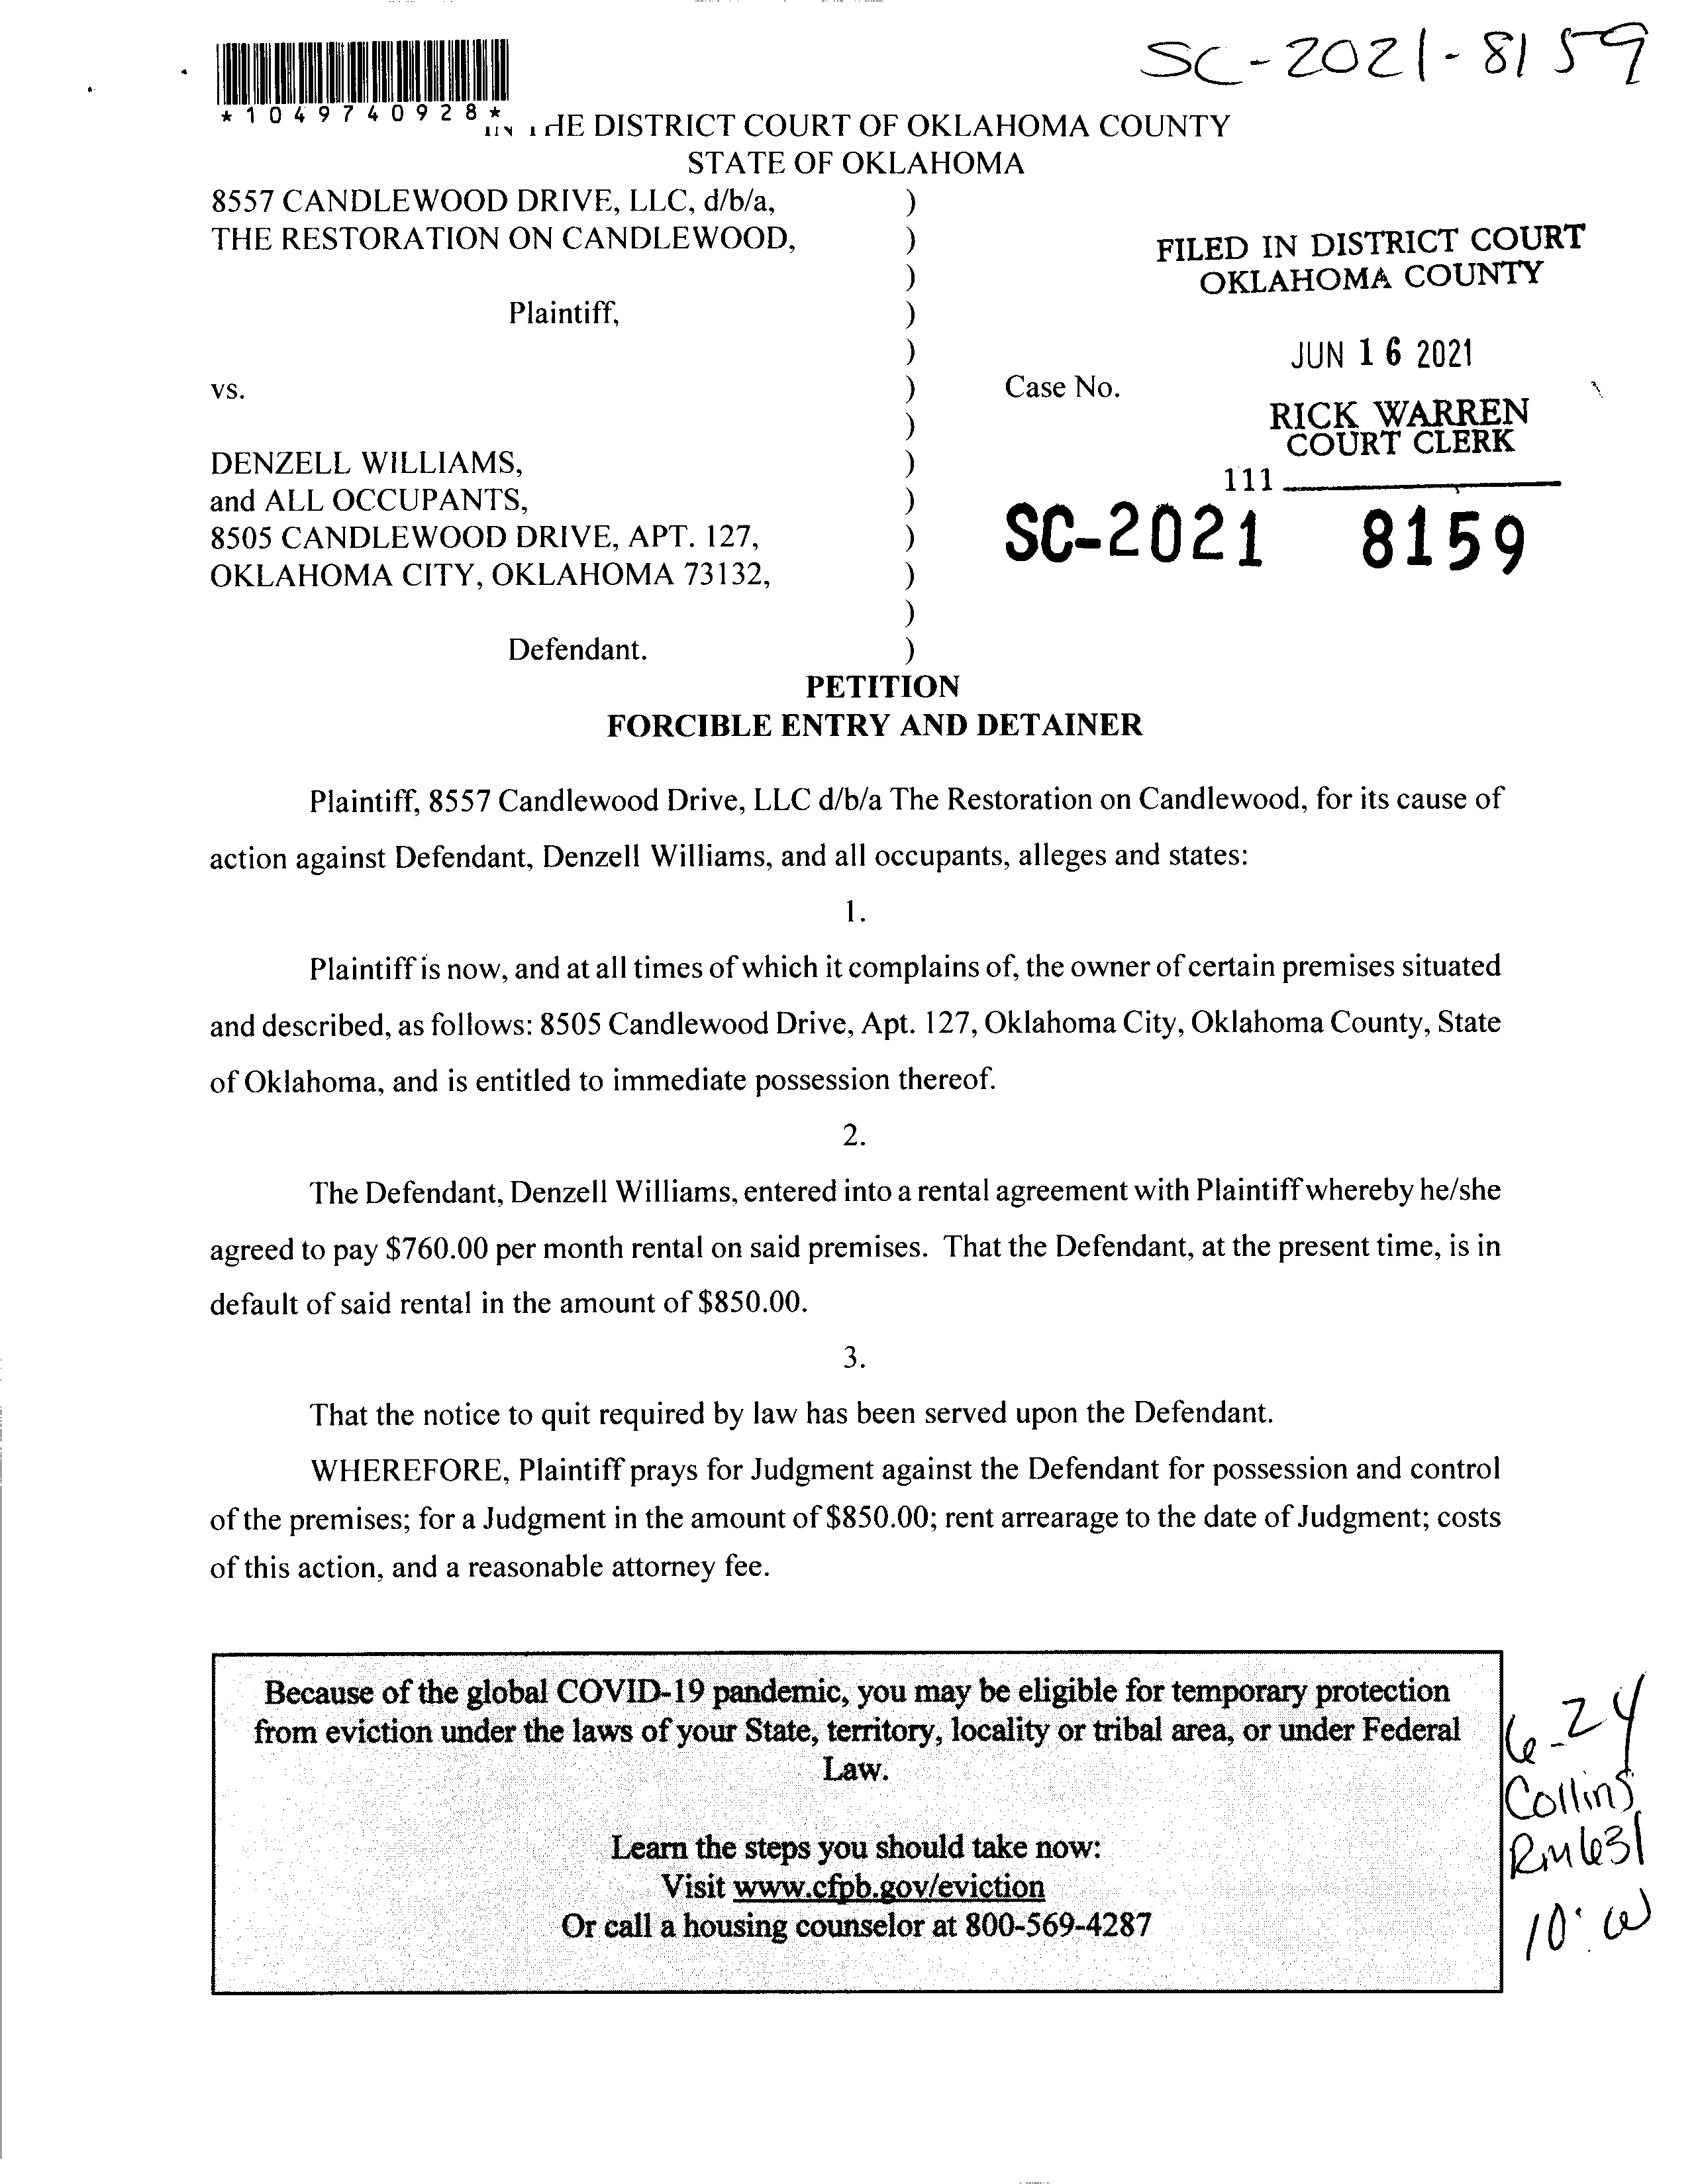 SC-2021-8159
*1049740928*
THE DISTRICT COURT OF OKLAHOMA COUNTY
STATE OF OKLAHOMA
8557 CANDLEWOOD DRIVE, LLC, d/b/a, )
THE RESTORATION ON CANDLEWOOD, )
)
Plaintiff, )
)
vs. )
)
DENZELL WILLIAMS, )
and ALL OCCUPANTS, )
8505 CANDLEWOOD DRIVE, APT. 127, )
OKLAHOMA CITY, OKLAHOMA 73132, )
)
Defendant. )
FILED IN DISTRICT COURT
OKLAHOMA COUNTY
JUN 16 2021
Case No.
RICK WARREN
COURT CLERK
111
SC-2021 8159
PETITION
FORCIBLE ENTRY AND DETAINER
Plaintiff, 8557 Candlewood Drive, LLC d/b/a The Restoration on Candlewood, for its cause of
action against Defendant, Denzell Williams, and all occupants, alleges and states:
1.
Plaintiff is now, and at all times of which it complains of, the owner of certain premises situated
and described, as follows: 8505 Candlewood Drive, Apt. 127, Oklahoma City, Oklahoma County, State
of Oklahoma, and is entitled to immediate possession thereof.
2.
The Defendant, Denzell Williams, entered into a rental agreement with Plaintiff whereby he/she
agreed to pay $760.00 per month rental on said premises. That the Defendant, at the present time, is in
default of said rental in the amount of $850.00.
3.
That the notice to quit required by law has been served upon the Defendant.
WHEREFORE, Plaintiff prays for Judgment against the Defendant for possession and control
of the premises; for a Judgment in the amount of $850.00; rent arrearage to the date of Judgment; costs
of this action, and a reasonable attorney fee.
Because of the global COVID-19 pandemic, you may be eligible for temporary protection
from eviction under the laws of your State, territory, locality or tribal area, or under Federal
Law.
Learn the steps you should take now:
Visit www.cfpb.gov/eviction
Or call a housing counselor at 800-569-4287
6-24
Collins
Rm 631